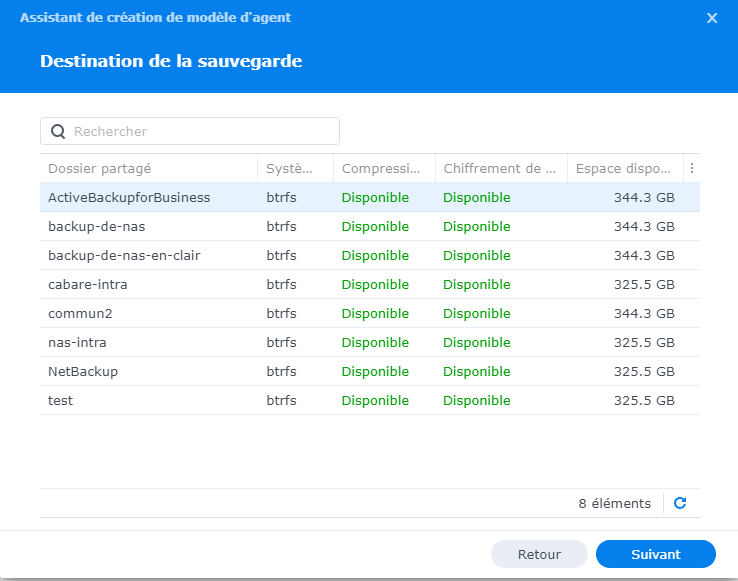 Assistant de création de modèle d'agent
Destination de la sauvegarde
Rechercher
Dossier partagé Systè... Compressi... Chiffrement de ... Espace dispo...
ActiveBackupforBusiness btrfs Disponible Disponible 344.3 GB
backup-de-nas btrfs Disponible Disponible 344.3 GB
backup-de-nas-en-clair btrfs Disponible Disponible 344.3 GB
cabare-intra btrfs Disponible Disponible 325.5 GB
commun2 btrfs Disponible Disponible 344.3 GB
nas-intra btrfs Disponible Disponible 325.5 GB
NetBackup btrfs Disponible Disponible 325.5 GB
test btrfs Disponible Disponible 325.5 GB
8 éléments
Retour Suivant